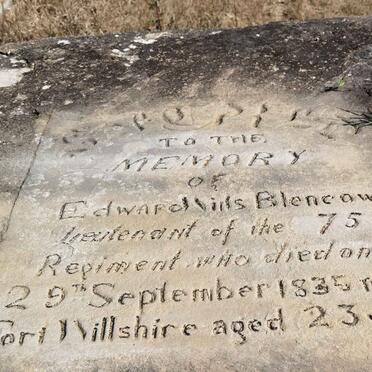 TO THE
MEMORY
OF
Edward Wills Blencow
Lieutenant of the 75
Regiment who died on
29th September 1835
Fort Willshire aged 23